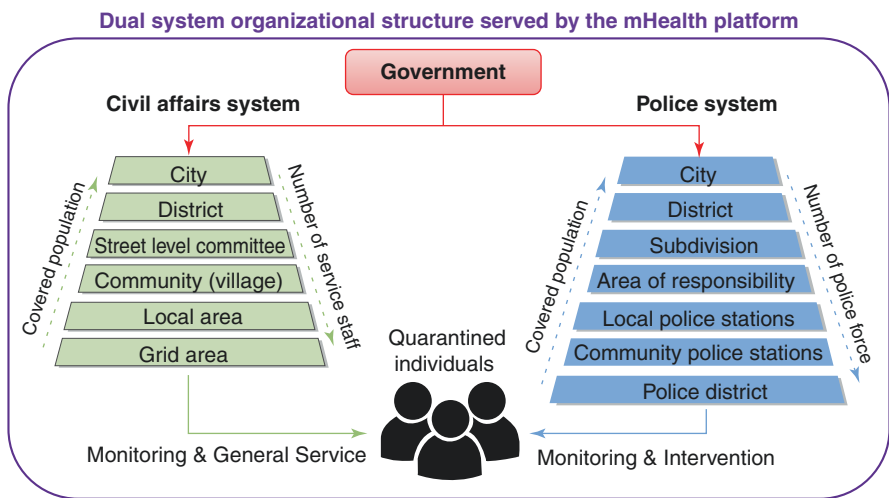 Dual system organizational structure served by the mHealth platform
Government
Civil affairs system
Police system
City
District
Street level committee
Community (village)
Local area
Grid area
Covered population
Number of service staff
City
District
Subdivision
Area of responsibility
Local police stations
Community police stations
Police district
Covered population
Number of police force
Quarantined
individuals
Monitoring & General Service
Monitoring & Intervention